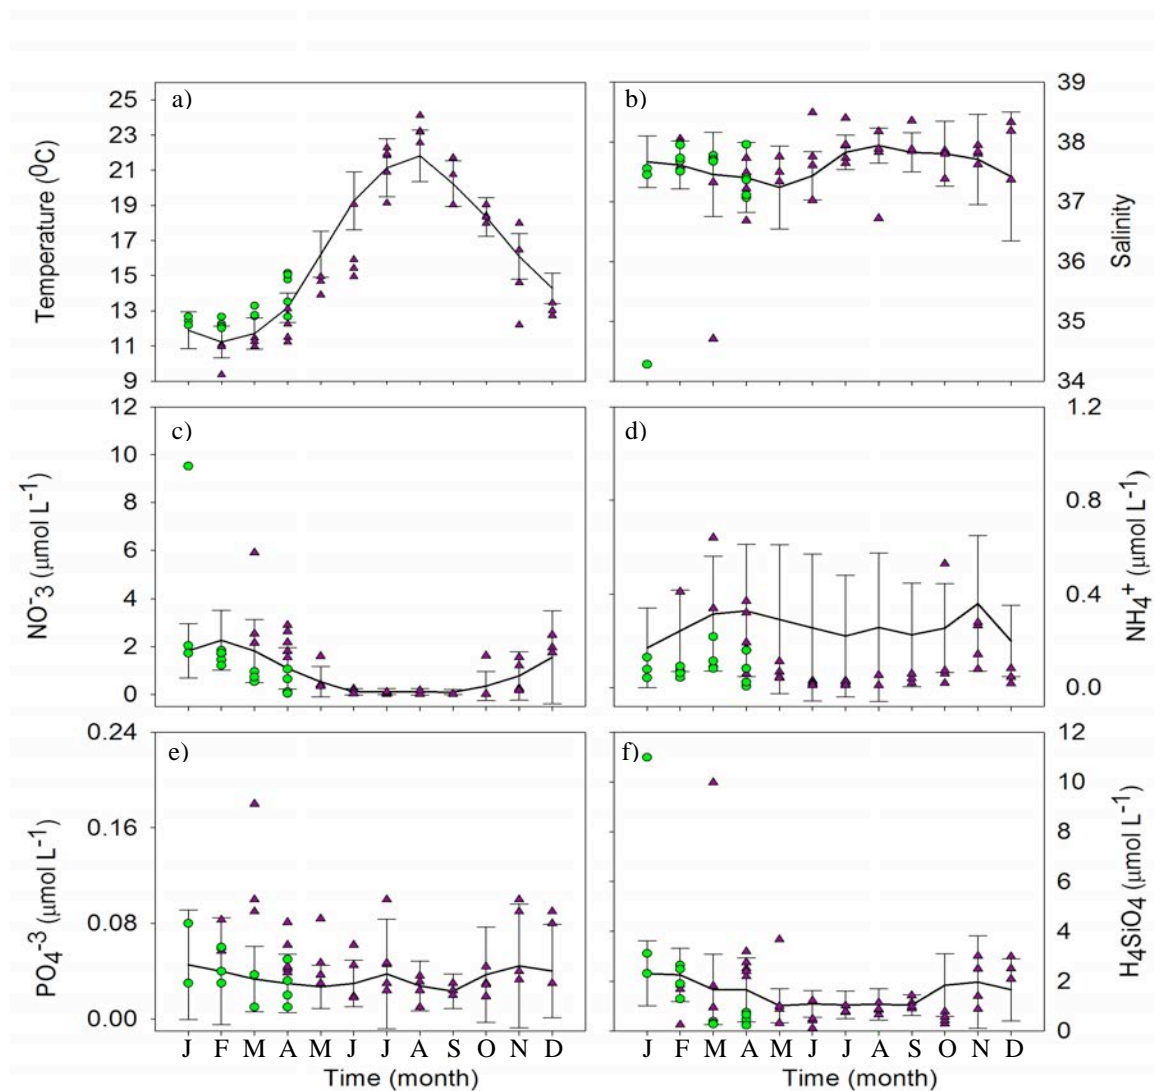 a)
25
23
21
19
17
15
13
11
9
Temperature (⁰C)
b)
39
38
37
36
35
34
Salinity
c)
12
10
8
6
4
2
0
NO⁻₃ (µmol L⁻¹)
d)
1.2
0.8
0.4
0.0
NH₄⁺ (µmol L⁻¹)
e)
0.24
0.16
0.08
0.00
PO₄⁻³ (µmol L⁻¹)
J F M A M J J A S O N D
Time (month)
f)
12
10
8
6
4
2
0
H₄SiO₄ (µmol L⁻¹)
J F M A M J J A S O N D
Time (month)